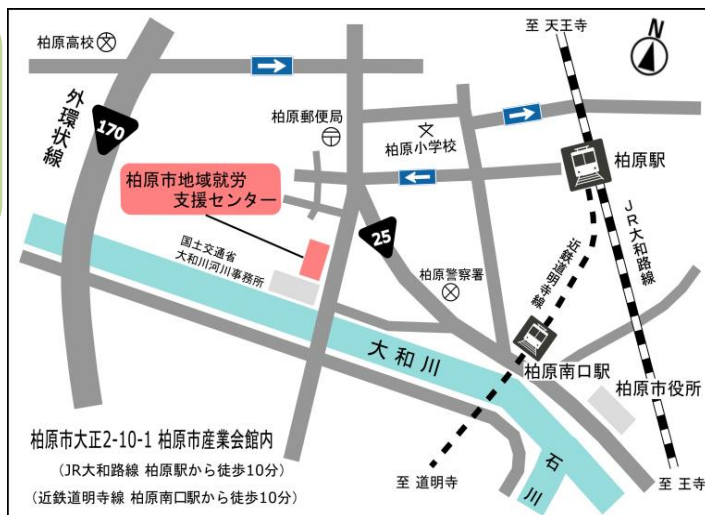 至 天王寺
N
柏原高校
外環状線
170
柏原郵便局
柏原小学校
柏原駅
柏原市地域就労
支援センター
25
JR大和路線
近鉄道明寺線
国土交通省
大和川河川事務所
柏原警察署
大和川
柏原南口駅
柏原市役所
柏原市大正2-10-1 柏原市産業会館内
(JR大和路線 柏原駅から徒歩10分)
(近鉄道明寺線 柏原南口駅から徒歩10分)
石川
至 道明寺
至 王寺